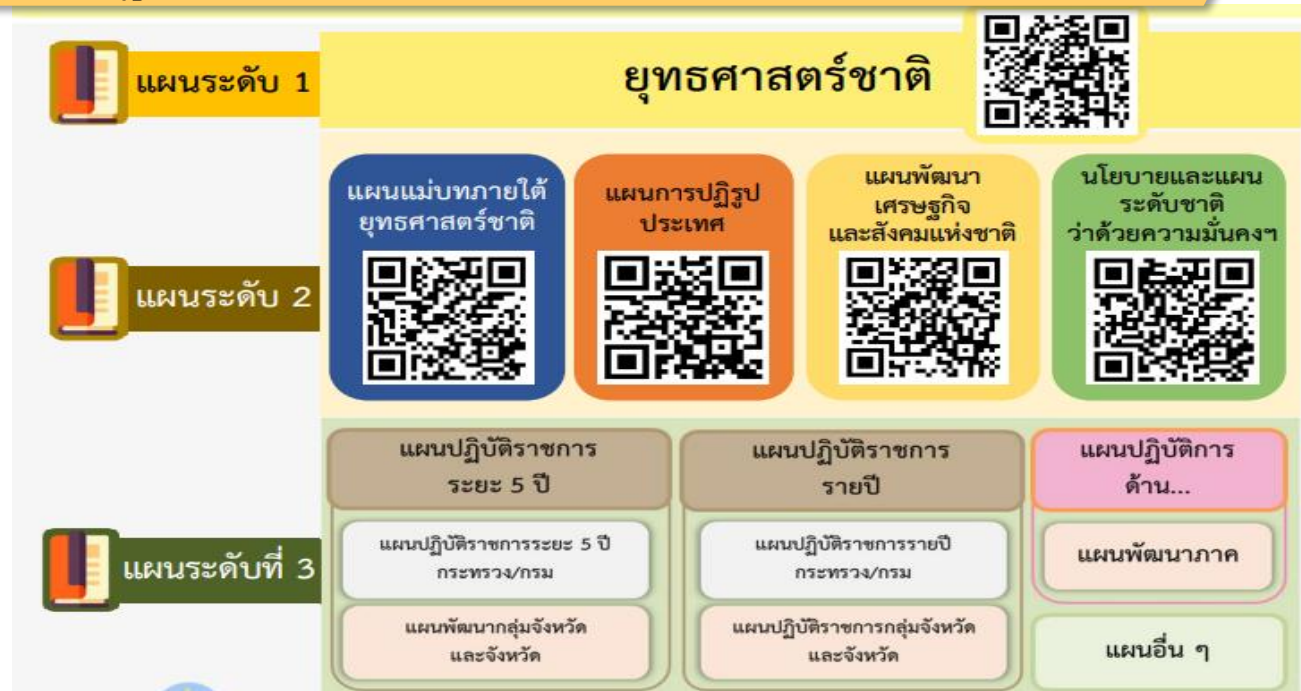 แผนระดับ 1
ยุทธศาสตร์ชาติ
แผนระดับ 2
แผนแม่บทภายใต้
ยุทธศาสตร์ชาติ
แผนการปฏิรูป
ประเทศ
แผนพัฒนา
เศรษฐกิจ
และสังคมแห่งชาติ
นโยบายและแผน
ระดับชาติ
ว่าด้วยความมั่นคงฯ
แผนระดับที่ 3
แผนปฏิบัติราชการ
ระยะ 5 ปี
แผนปฏิบัติราชการระยะ 5 ปี
กระทรวง/กรม
แผนพัฒนากลุ่มจังหวัด
และจังหวัด
แผนปฏิบัติราชการ
รายปี
แผนปฏิบัติราชการรายปี
กระทรวง/กรม
แผนปฏิบัติราชการกลุ่มจังหวัด
และจังหวัด
แผนปฏิบัติการ
ด้าน...
แผนพัฒนาภาค
แผนอื่น ๆ